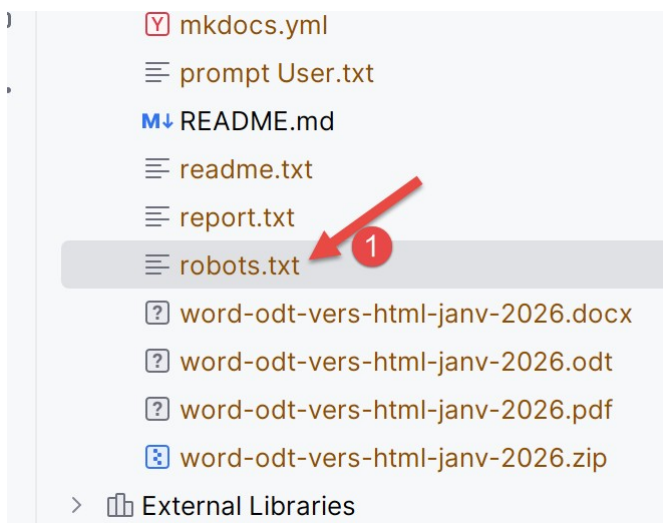 Y mkdocs.yml
prompt User.txt
M↓ README.md
readme.txt
report.txt
1
robots.txt
? word-odt-vers-html-janv-2026.docx
? word-odt-vers-html-janv-2026.odt
? word-odt-vers-html-janv-2026.pdf
word-odt-vers-html-janv-2026.zip
External Libraries